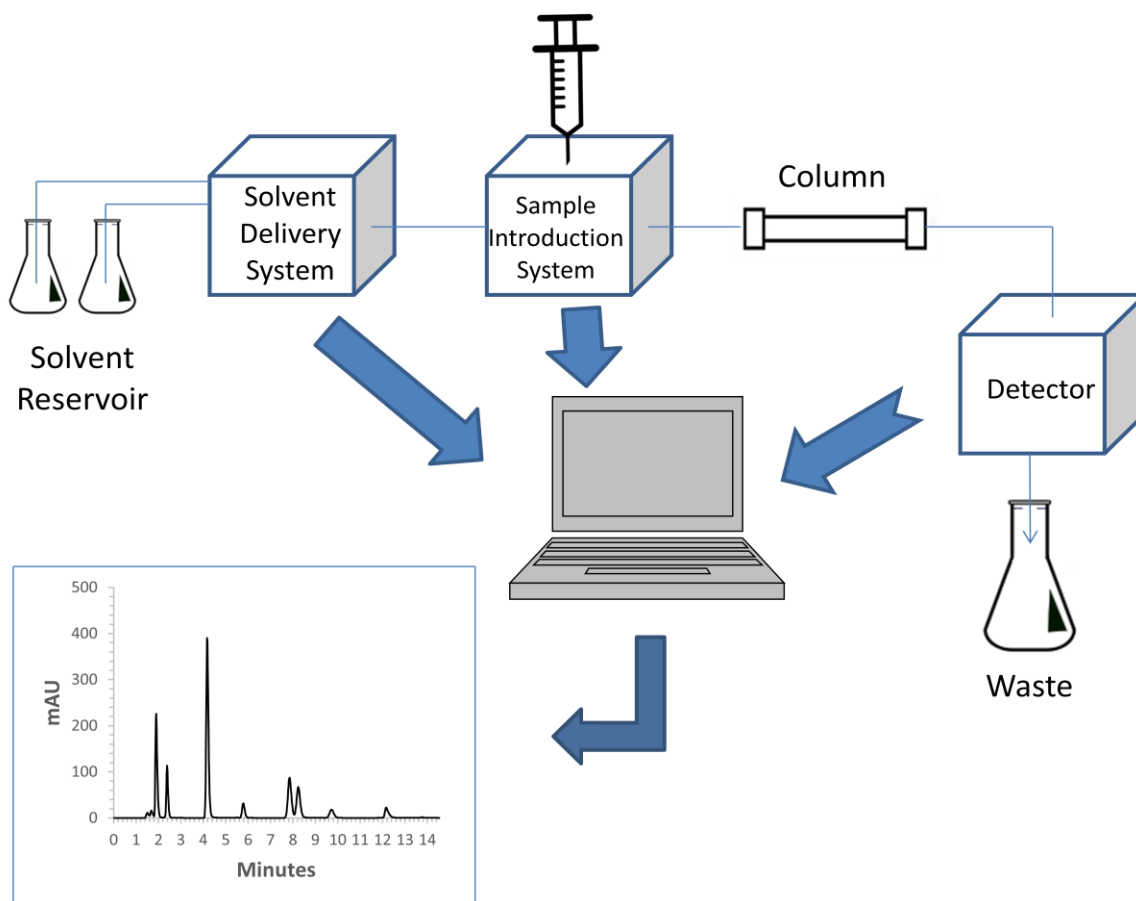 Solvent
Delivery
System
Sample
Introduction
System
Column
Solvent
Reservoir
Detector
Waste
500
400
300
200
100
0
mAU
0 1 2 3 4 5 6 7 8 9 10 11 12 13 14
Minutes